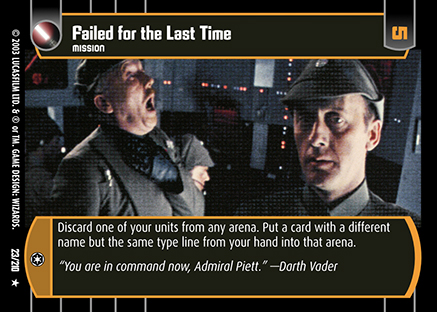 Failed for the Last Time
MISSION
5
Discard one of your units from any arena. Put a card with a different
name but the same type line from your hand into that arena.
“You are in command now, Admiral Piett.” —Darth Vader
© 2003 LUCASFILM LTD. & ® or TM. GAME DESIGN: WIZARDS.
23/210